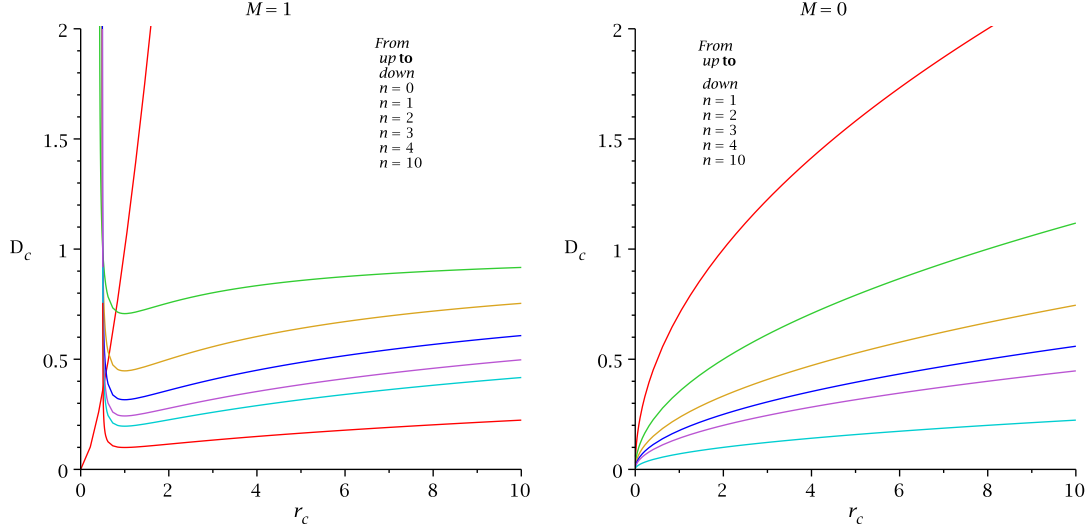 M = 1
2
1.5
1
0.5
0
D_c
From
up to
down
n = 0
n = 1
n = 2
n = 3
n = 4
n = 10
0 2 4 6 8 10
r_c
M = 0
2
1.5
1
0.5
0
D_c
From
up to
down
n = 1
n = 2
n = 3
n = 4
n = 10
0 2 4 6 8 10
r_c